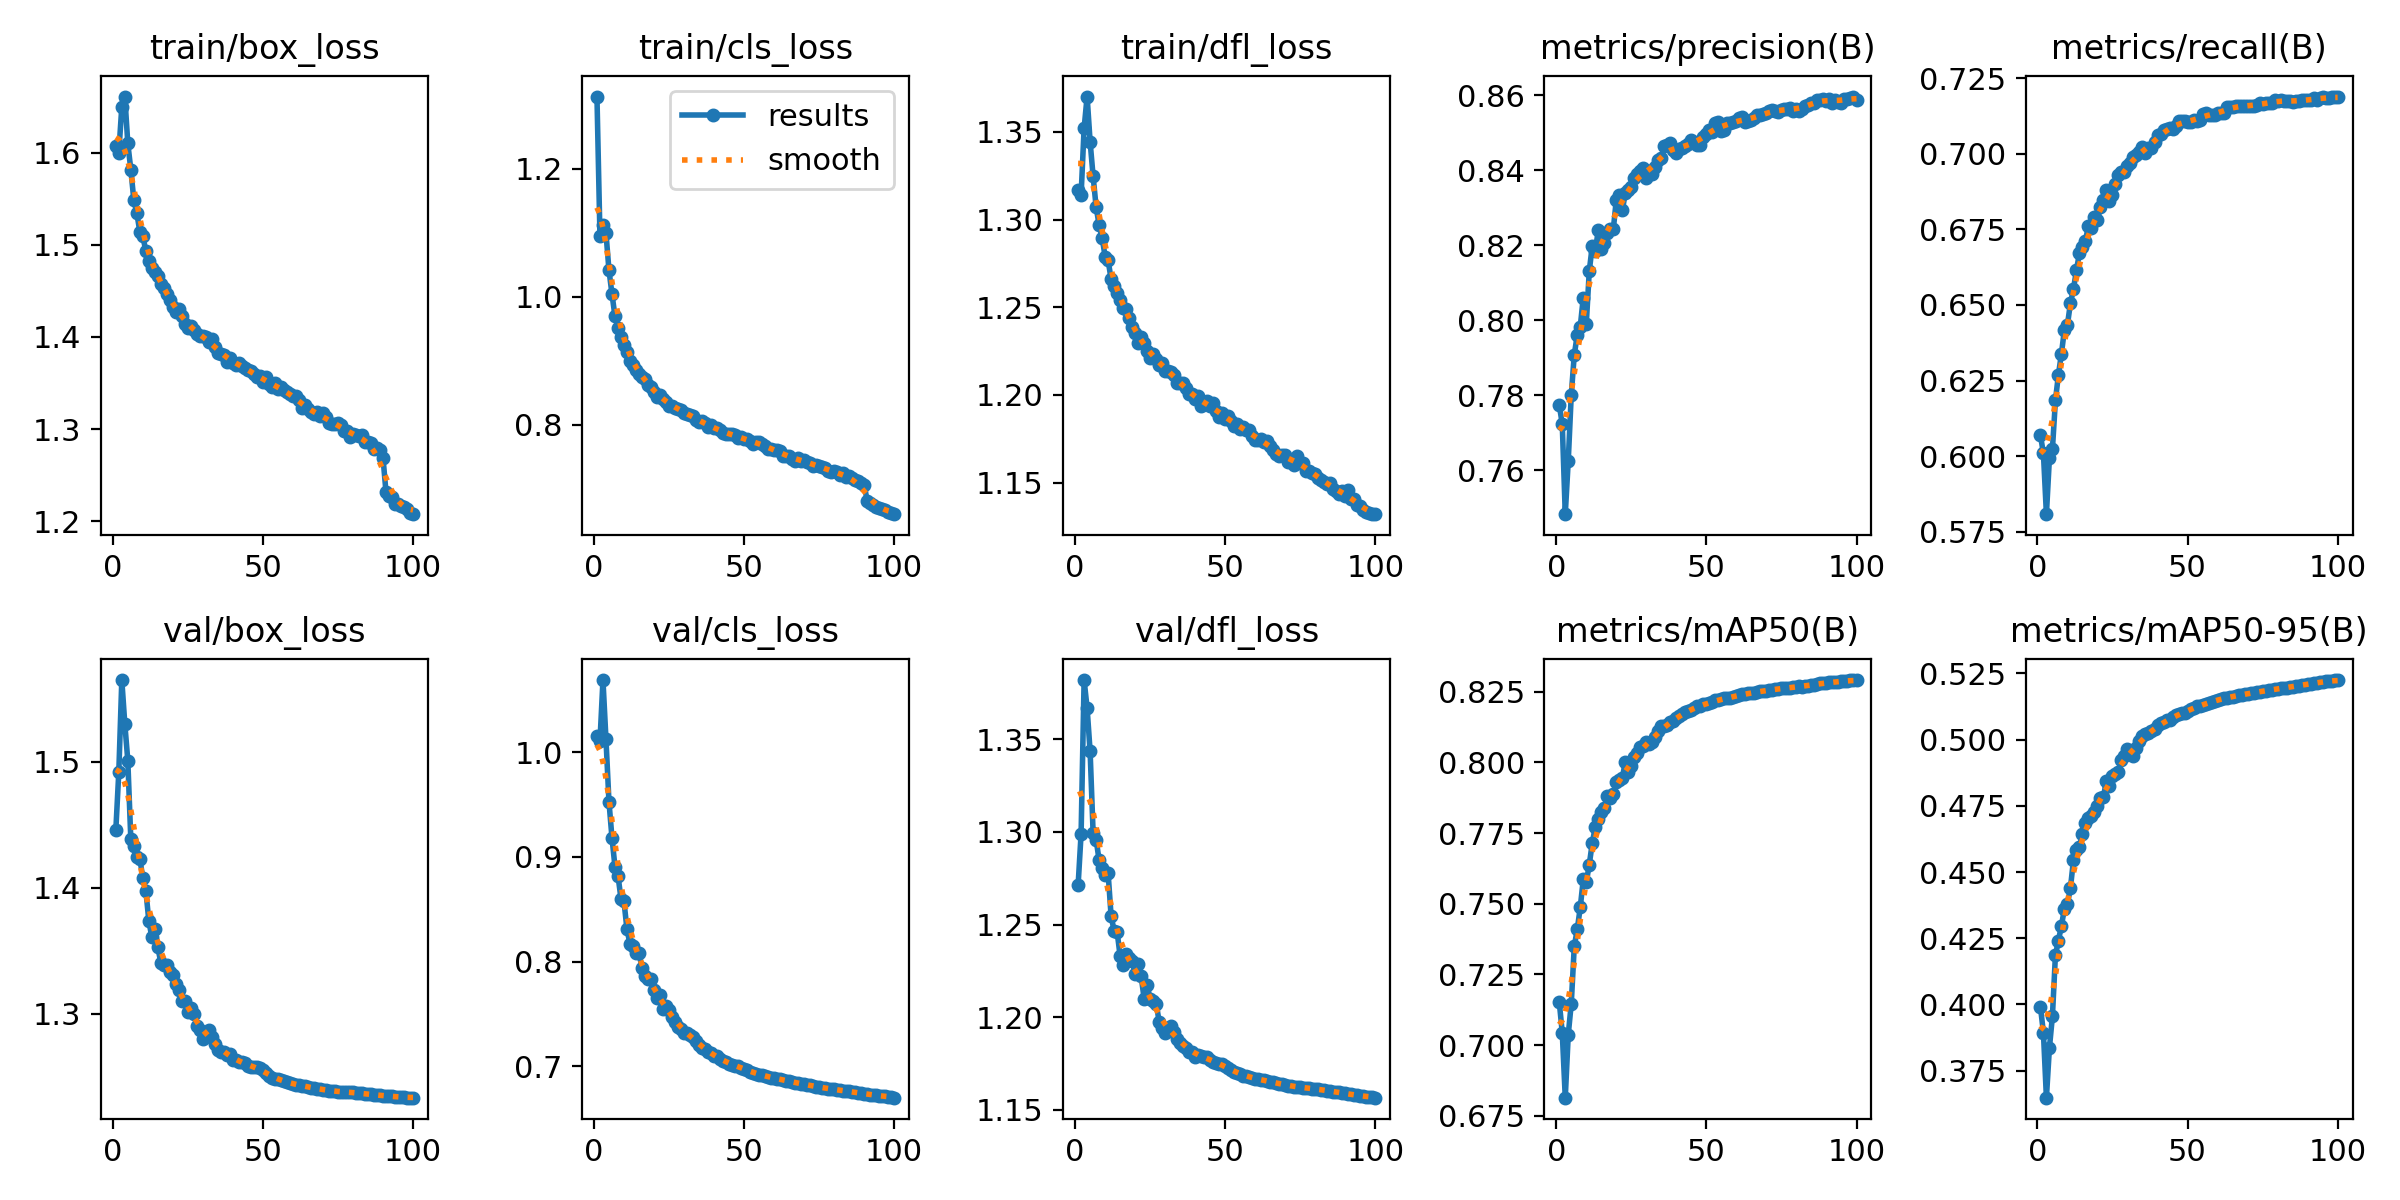 train/box_loss
1.6
1.5
1.4
1.3
1.2
0 50 100
train/cls_loss
results
smooth
1.2
1.0
0.8
0 50 100
train/dfl_loss
1.35
1.30
1.25
1.20
1.15
0 50 100
metrics/precision(B)
0.86
0.84
0.82
0.80
0.78
0.76
0 50 100
metrics/recall(B)
0.725
0.700
0.675
0.650
0.625
0.600
0.575
0 50 100
val/box_loss
1.5
1.4
1.3
0 50 100
val/cls_loss
1.0
0.9
0.8
0.7
0 50 100
val/dfl_loss
1.35
1.30
1.25
1.20
1.15
0 50 100
metrics/mAP50(B)
0.825
0.800
0.775
0.750
0.725
0.700
0.675
0 50 100
metrics/mAP50-95(B)
0.525
0.500
0.475
0.450
0.425
0.400
0.375
0 50 100